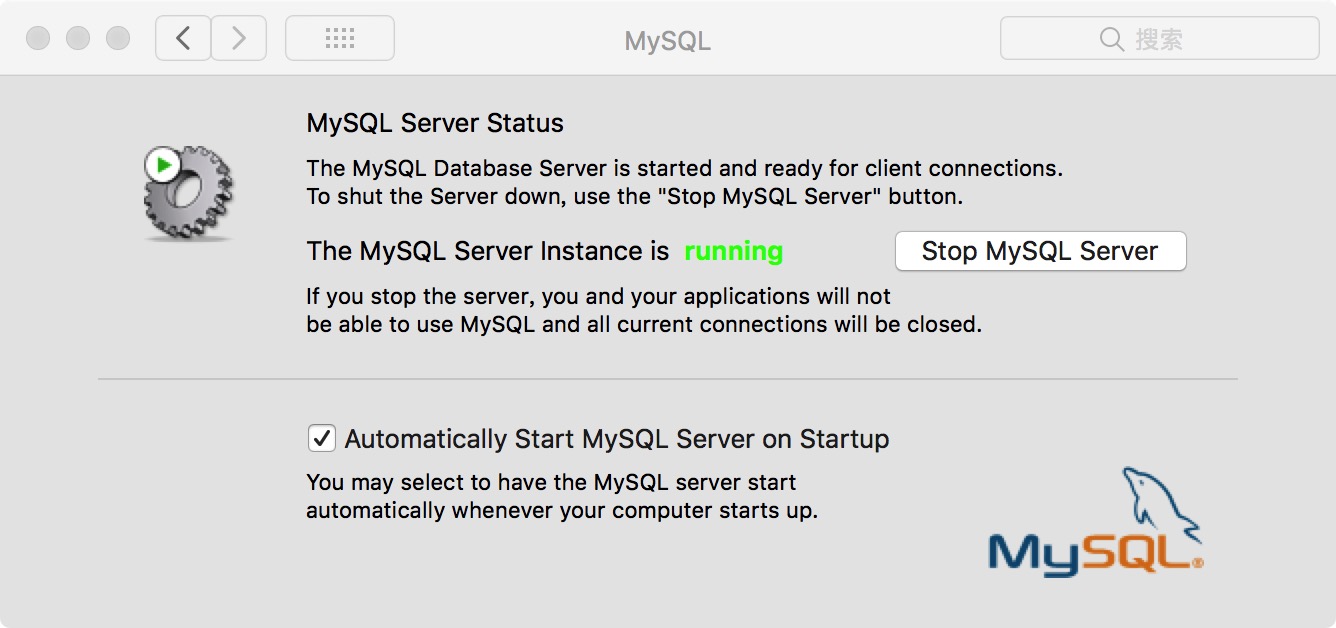 MySQL
搜索
MySQL Server Status
The MySQL Database Server is started and ready for client connections.
To shut the Server down, use the "Stop MySQL Server" button.
The MySQL Server Instance is running
Stop MySQL Server
If you stop the server, you and your applications will not
be able to use MySQL and all current connections will be closed.
Automatically Start MySQL Server on Startup
You may select to have the MySQL server start
automatically whenever your computer starts up.
MySQL®